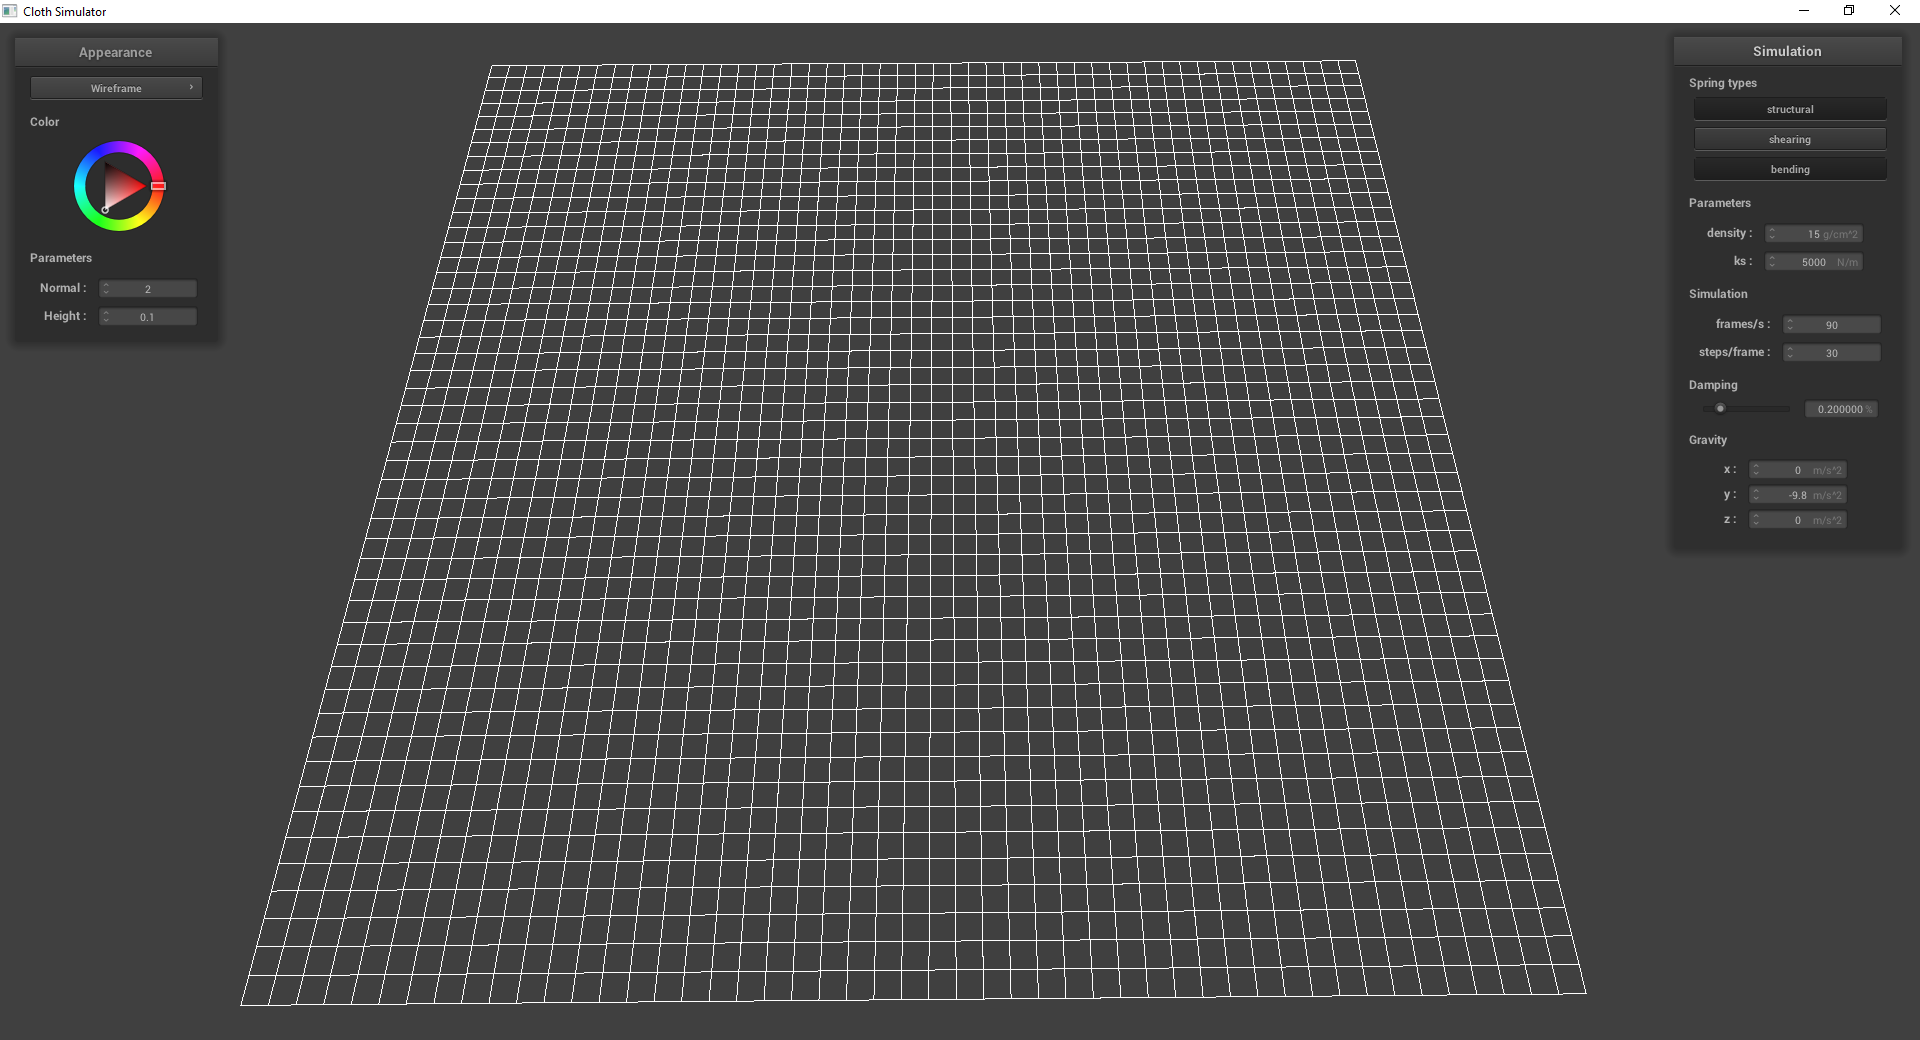 Cloth Simulator
Appearance
Wireframe
Color
Parameters
Normal : 2
Height : 0.1
Simulation
Spring types
structural
shearing
bending
Parameters
density : 15 g/cm^2
ks : 5000 N/m
Simulation
frames/s : 90
steps/frame : 30
Damping
0.200000 %
Gravity
x : 0 m/s^2
y : -9.8 m/s^2
z : 0 m/s^2